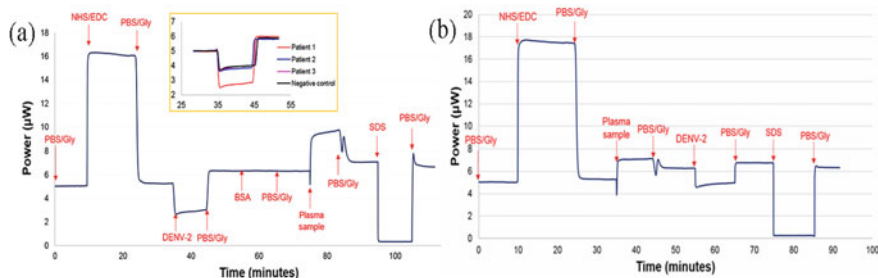 (a)
Power (µW)
18
16
14
12
10
8
6
4
2
0
0
20
40
60
80
100
Time (minutes)
PBS/Gly
NHS/EDC
PBS/Gly
DENV-2
PBS/Gly
BSA
PBS/Gly
Plasma
sample
PBS/Gly
SDS
PBS/Gly
7
6
5
4
3
2
25
35
45
55
Patient 1
Patient 2
Patient 3
Negative control
(b)
Power (µW)
20
18
16
14
12
10
8
6
4
2
0
0
10
20
30
40
50
60
70
80
90
100
Time (minutes)
PBS/Gly
NHS/EDC
PBS/Gly
Plasma
sample
PBS/Gly
DENV-2
PBS/Gly
SDS
PBS/Gly